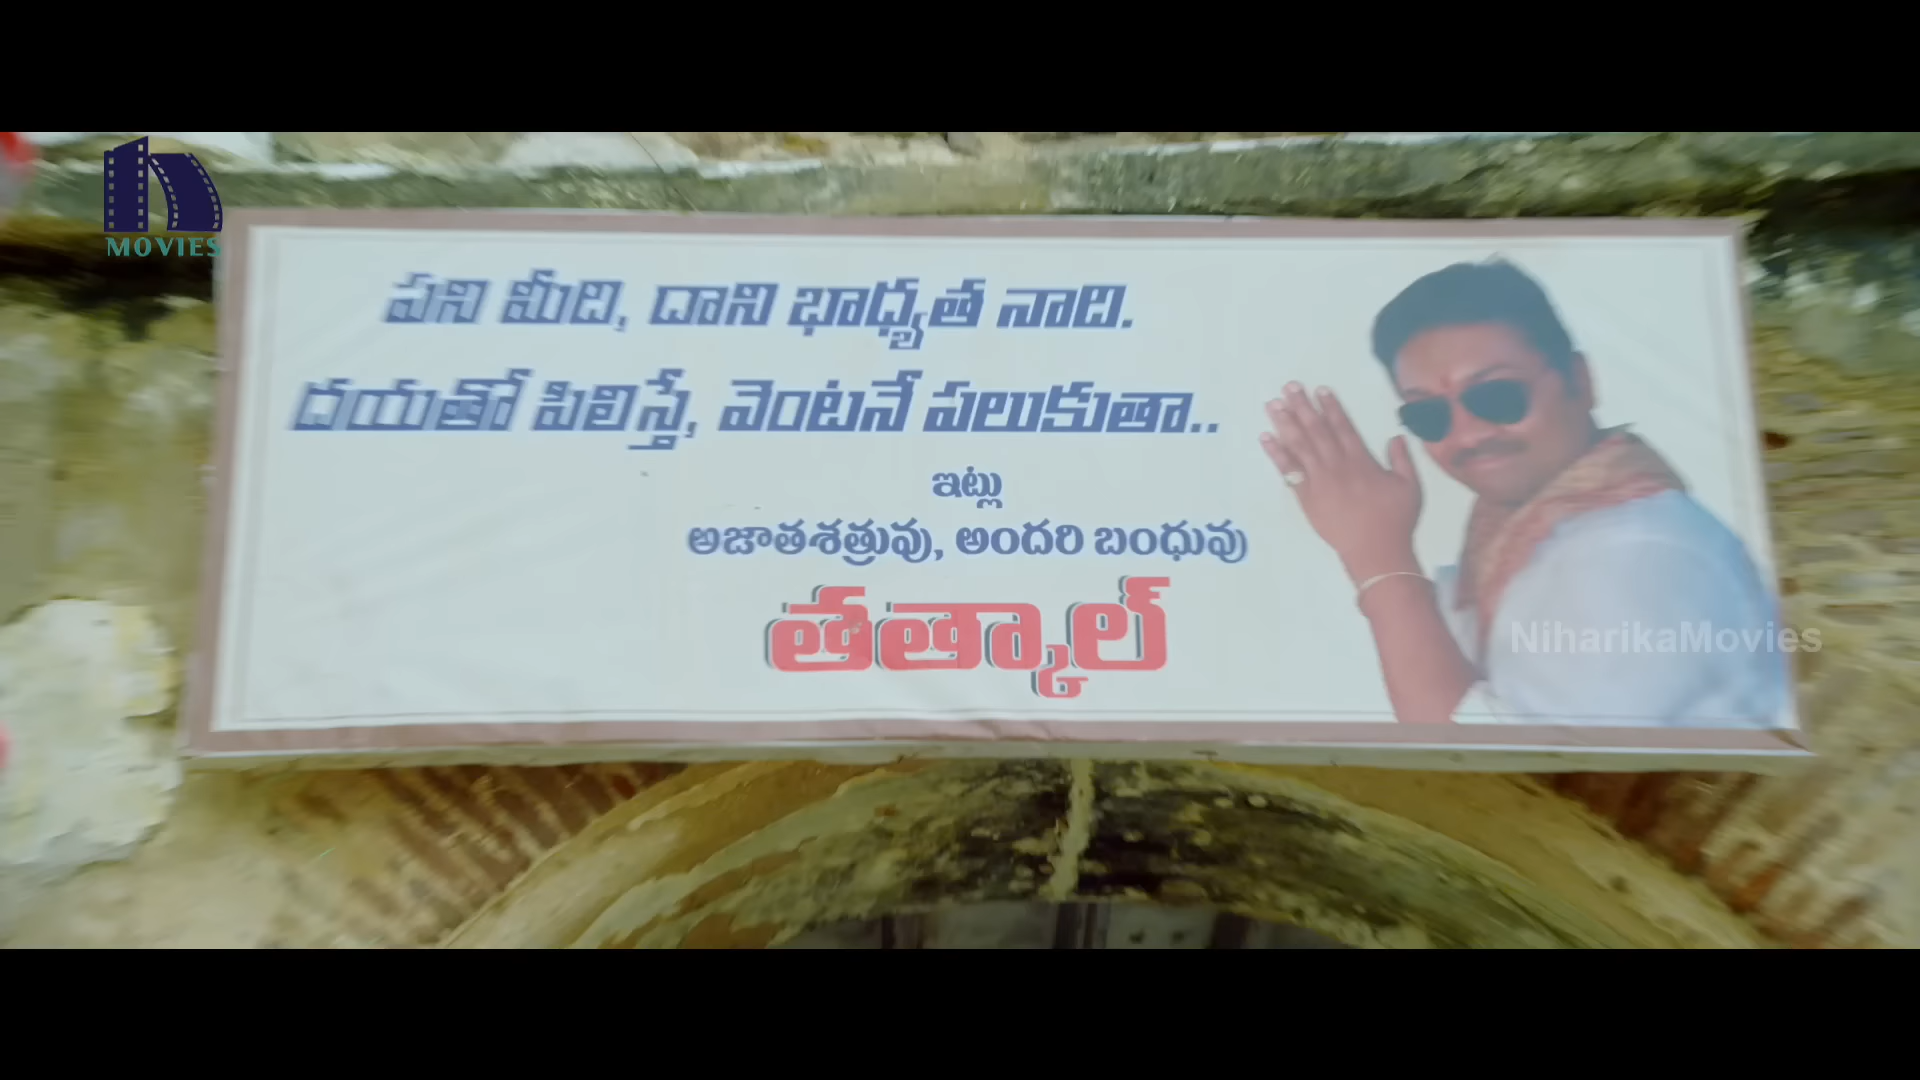 MOVIES
పని మీది, దాని భాధ్యత నాది.
దయతో పిలిస్తే, వెంటనే పలుకుతా..
ఇట్లు
అజాతశత్రువు, అందరి బంధువు
తత్కాల్
NiharikaMovies